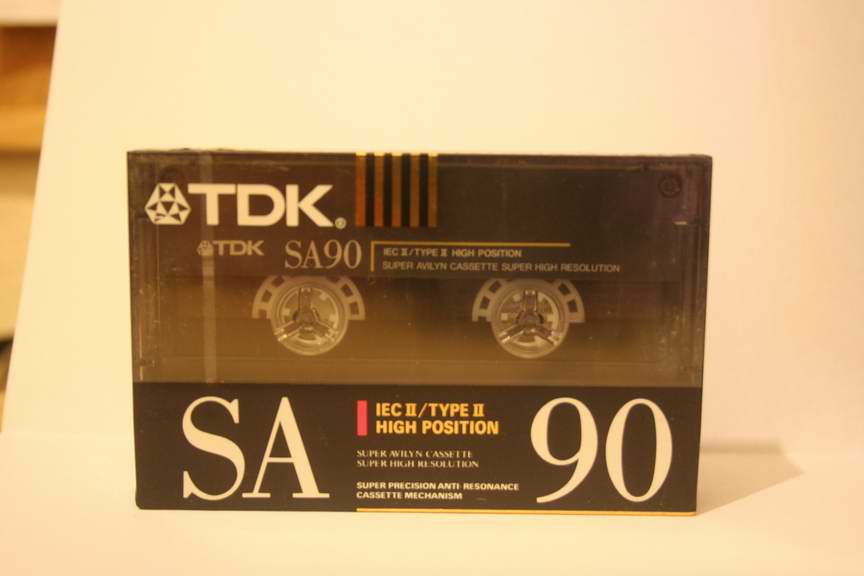 TDK®
TDK SA90
IEC II/TYPE II HIGH POSITION
SUPER AVILYN CASSETTE SUPER HIGH RESOLUTION
SA
IEC II/TYPE II
HIGH POSITION
SUPER AVILYN CASSETTE
SUPER HIGH RESOLUTION
SUPER PRECISION ANTI-RESONANCE
CASSETTE MECHANISM
90